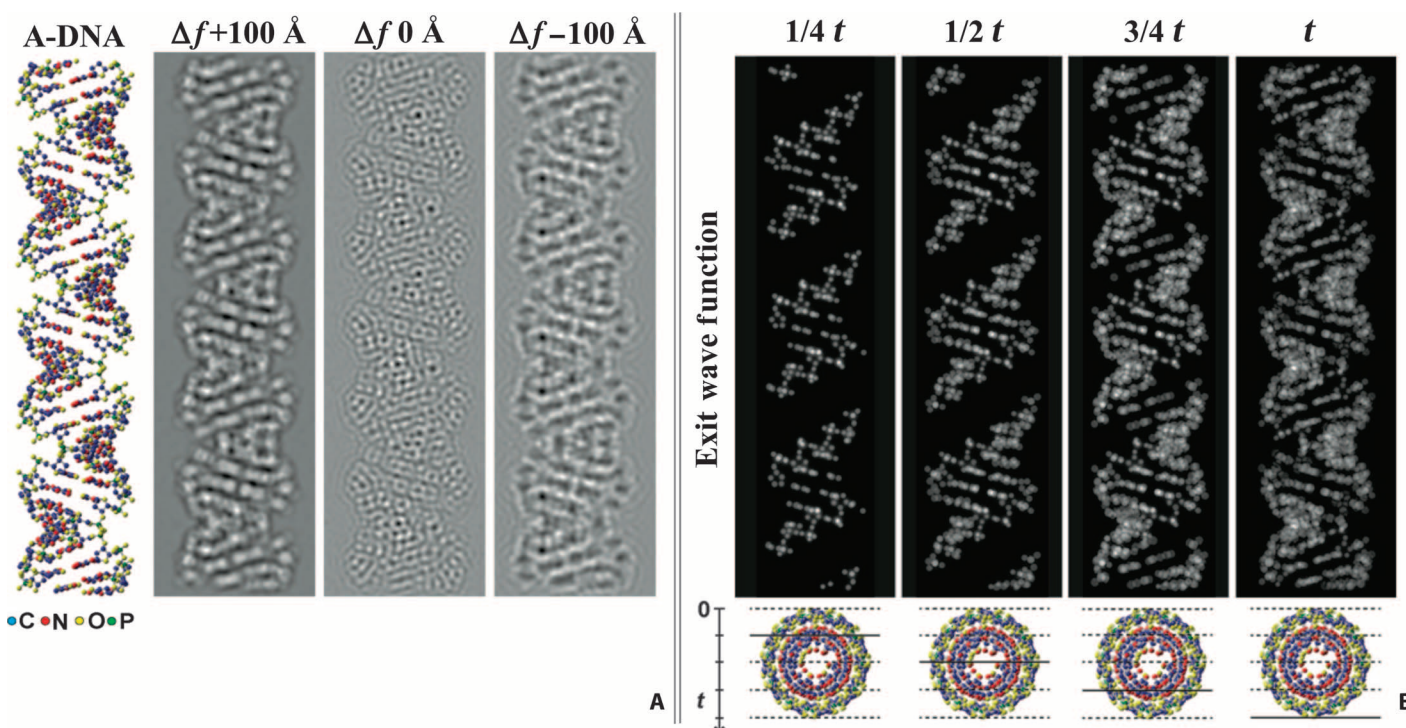 A-DNA
Δf+100 Å
Δf 0 Å
Δf−100 Å
C N O P
A
Exit wave function
1/4 t
1/2 t
3/4 t
t
0
t
B